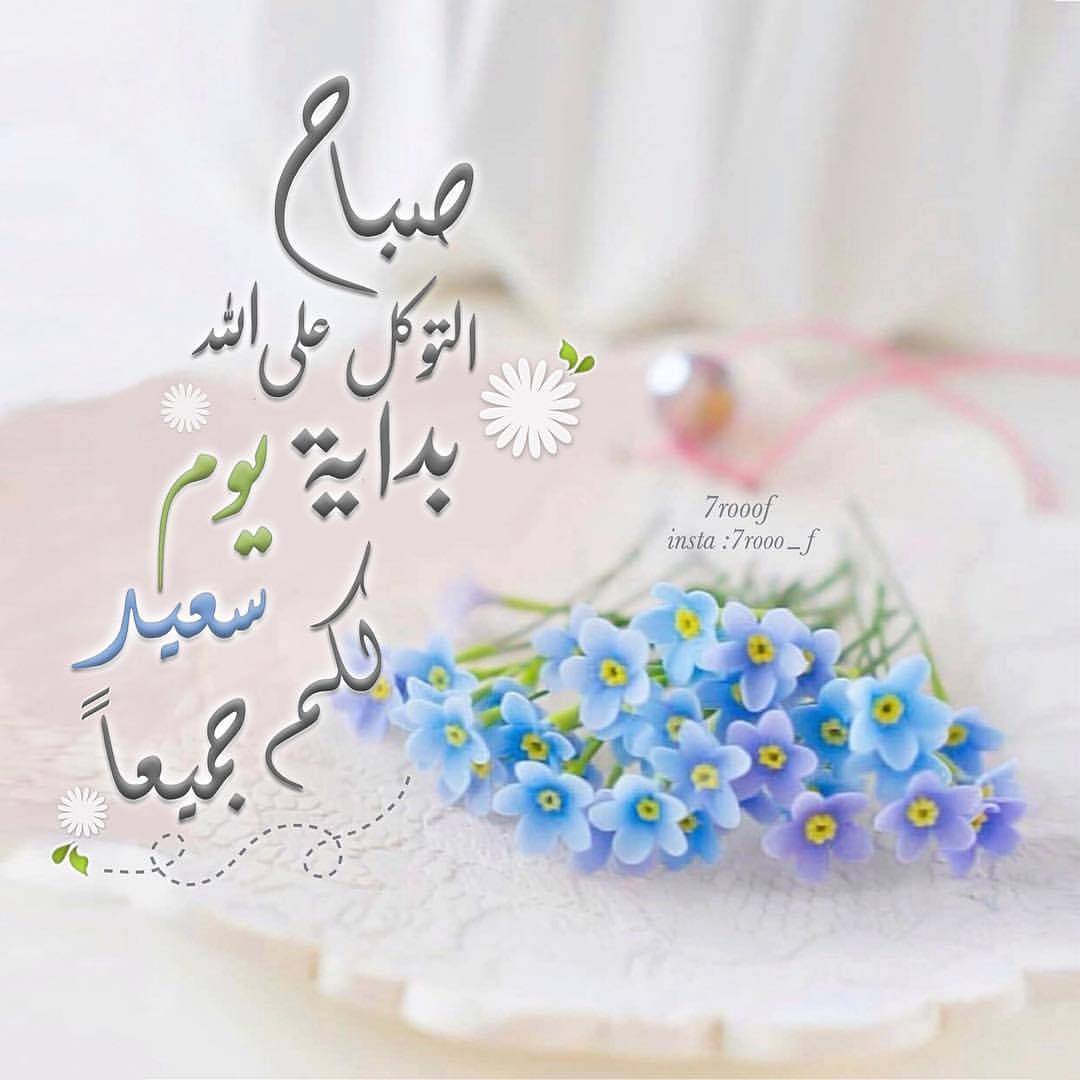 صباح
التوكل على الله
بداية يوم
سعيد
لكم جميعاً
7rooof
insta :7rooo_f